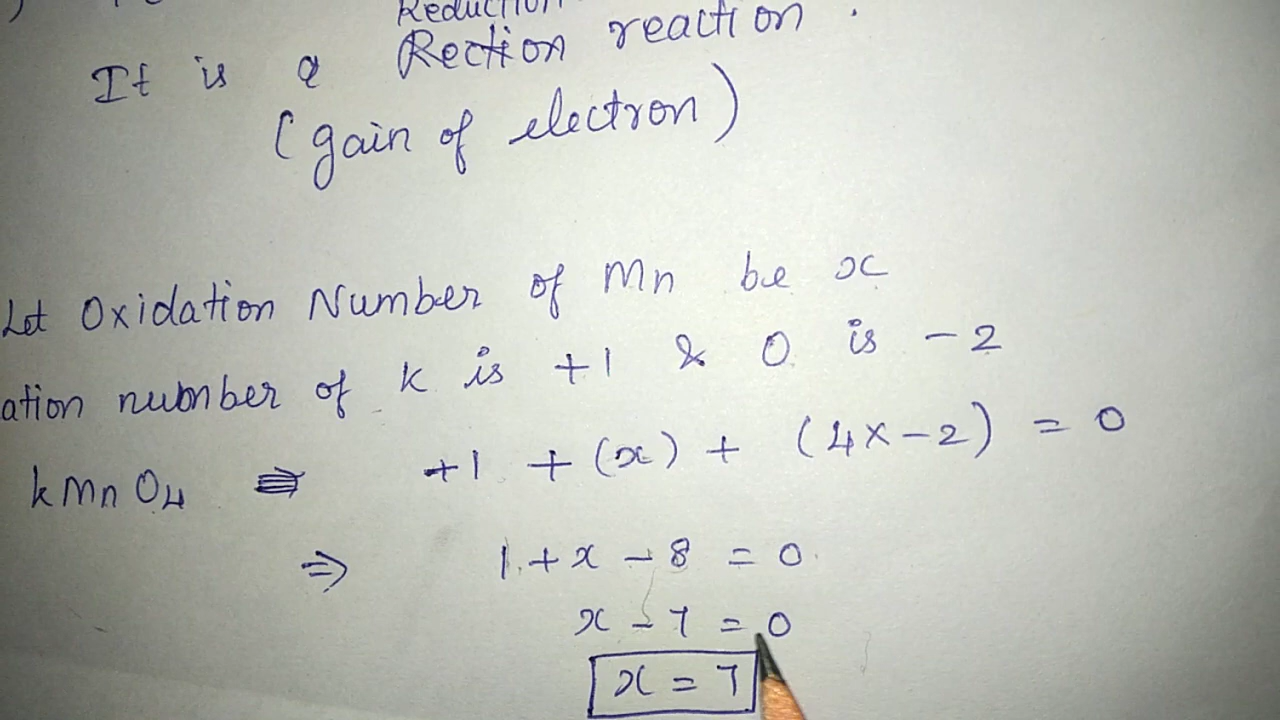 Reduction
It is a Rection reaction.
(gain of electron)
Let Oxidation Number of Mn be x
ation number of k is +1 & O is -2
kMnO4 ⇒ +1 + (x) + (4x-2) = 0
⇒ 1 + x - 8 = 0
x - 7 = 0
x = 7